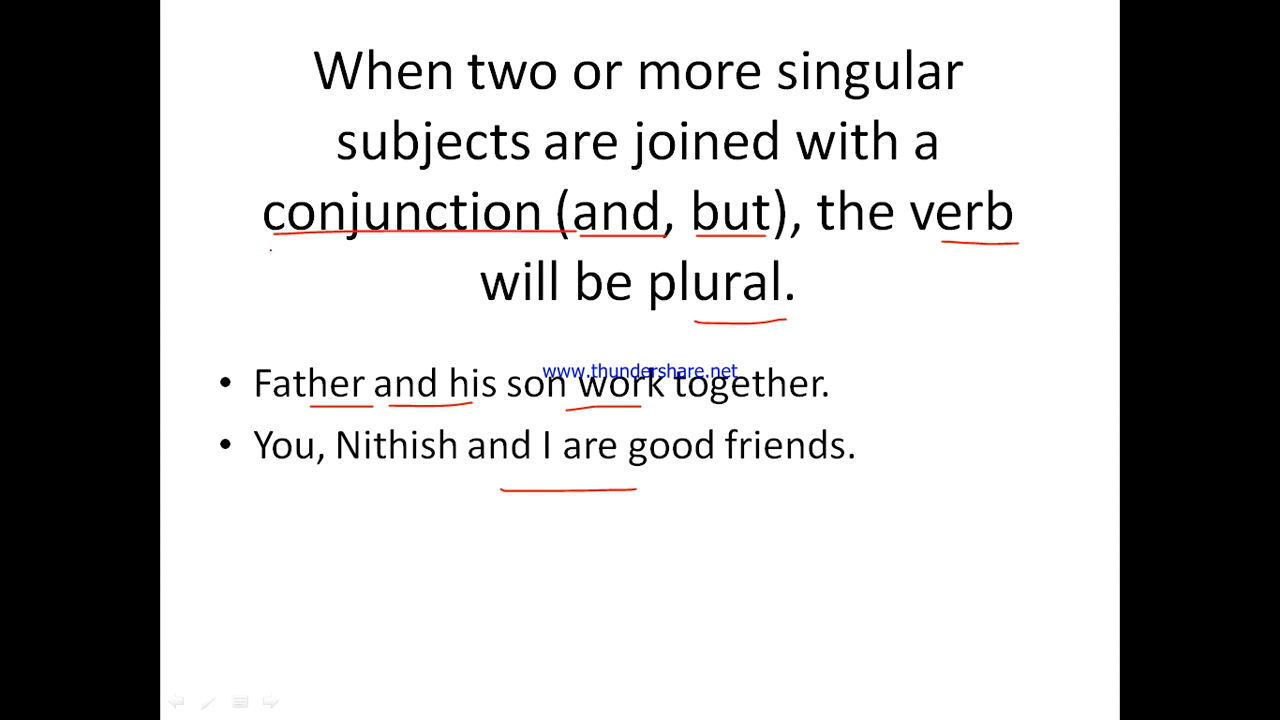 When two or more singular
subjects are joined with a
conjunction (and, but), the verb
will be plural.
www.thundershare.net
• Father and his son work together.
• You, Nithish and I are good friends.